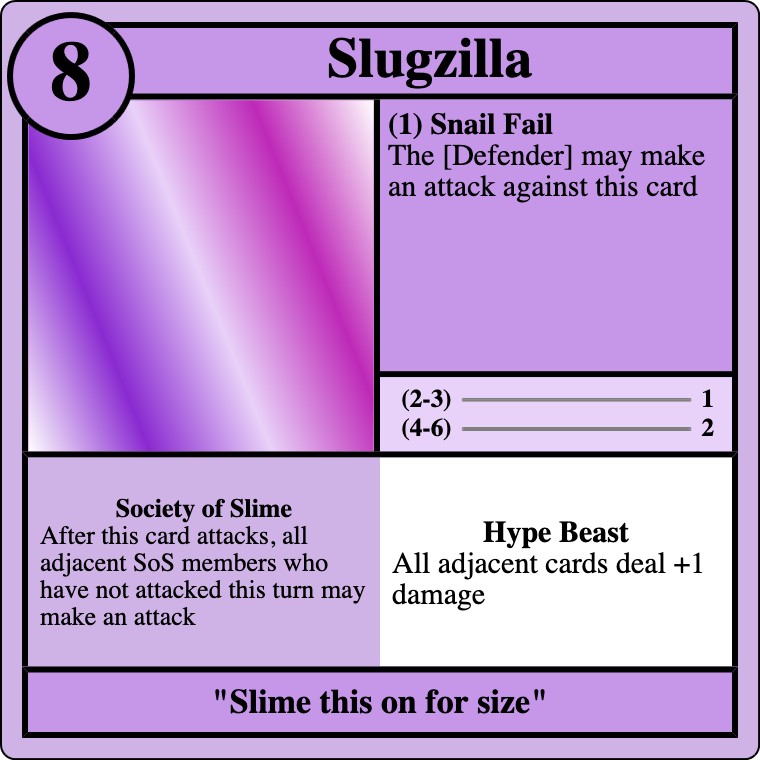 8
Slugzilla
(1) Snail Fail
The [Defender] may make
an attack against this card
(2-3) 1
(4-6) 2
Society of Slime
After this card attacks, all
adjacent SoS members who
have not attacked this turn may
make an attack
Hype Beast
All adjacent cards deal +1
damage
"Slime this on for size"